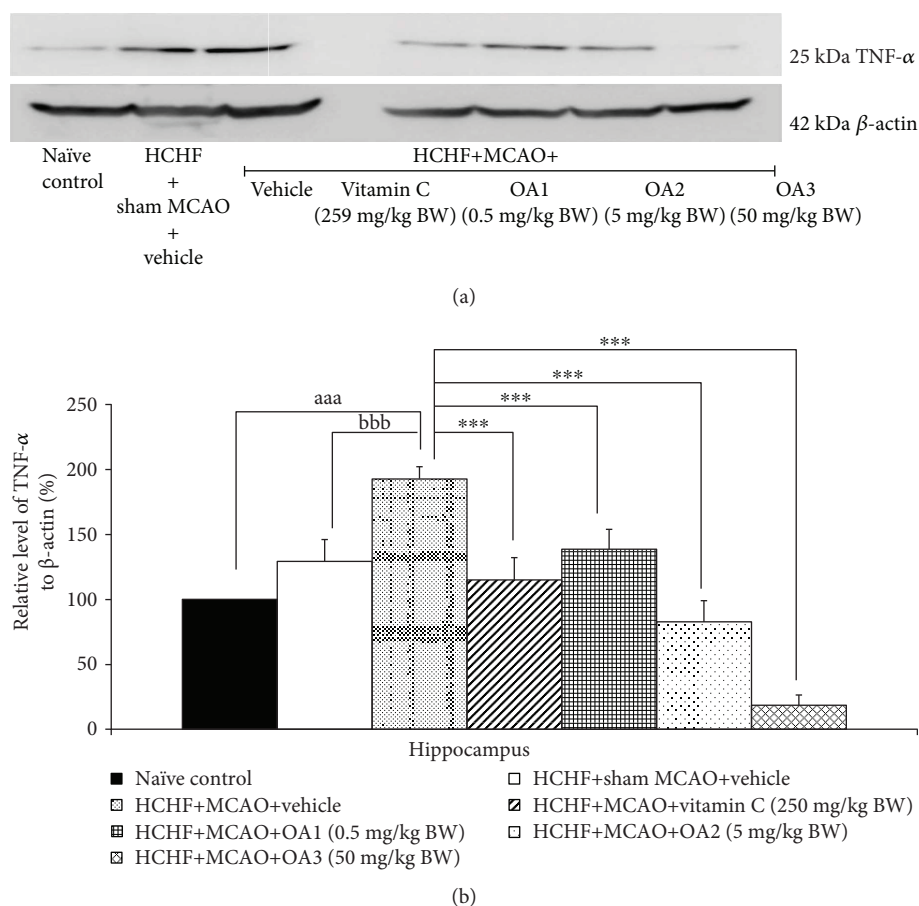 25 kDa TNF-α
42 kDa β-actin
Naïve
control
HCHF
+
sham MCAO
+
vehicle
HCHF+MCAO+
Vehicle
Vitamin C
(259 mg/kg BW)
OA1
(0.5 mg/kg BW)
OA2
(5 mg/kg BW)
OA3
(50 mg/kg BW)
(a)
Relative level of TNF-α
to β-actin (%)
250
200
150
100
50
0
aaa
bbb
***
***
***
***
Hippocampus
Naïve control
HCHF+sham MCAO+vehicle
HCHF+MCAO+vehicle
HCHF+MCAO+vitamin C (250 mg/kg BW)
HCHF+MCAO+OA1 (0.5 mg/kg BW)
HCHF+MCAO+OA2 (5 mg/kg BW)
HCHF+MCAO+OA3 (50 mg/kg BW)
(b)